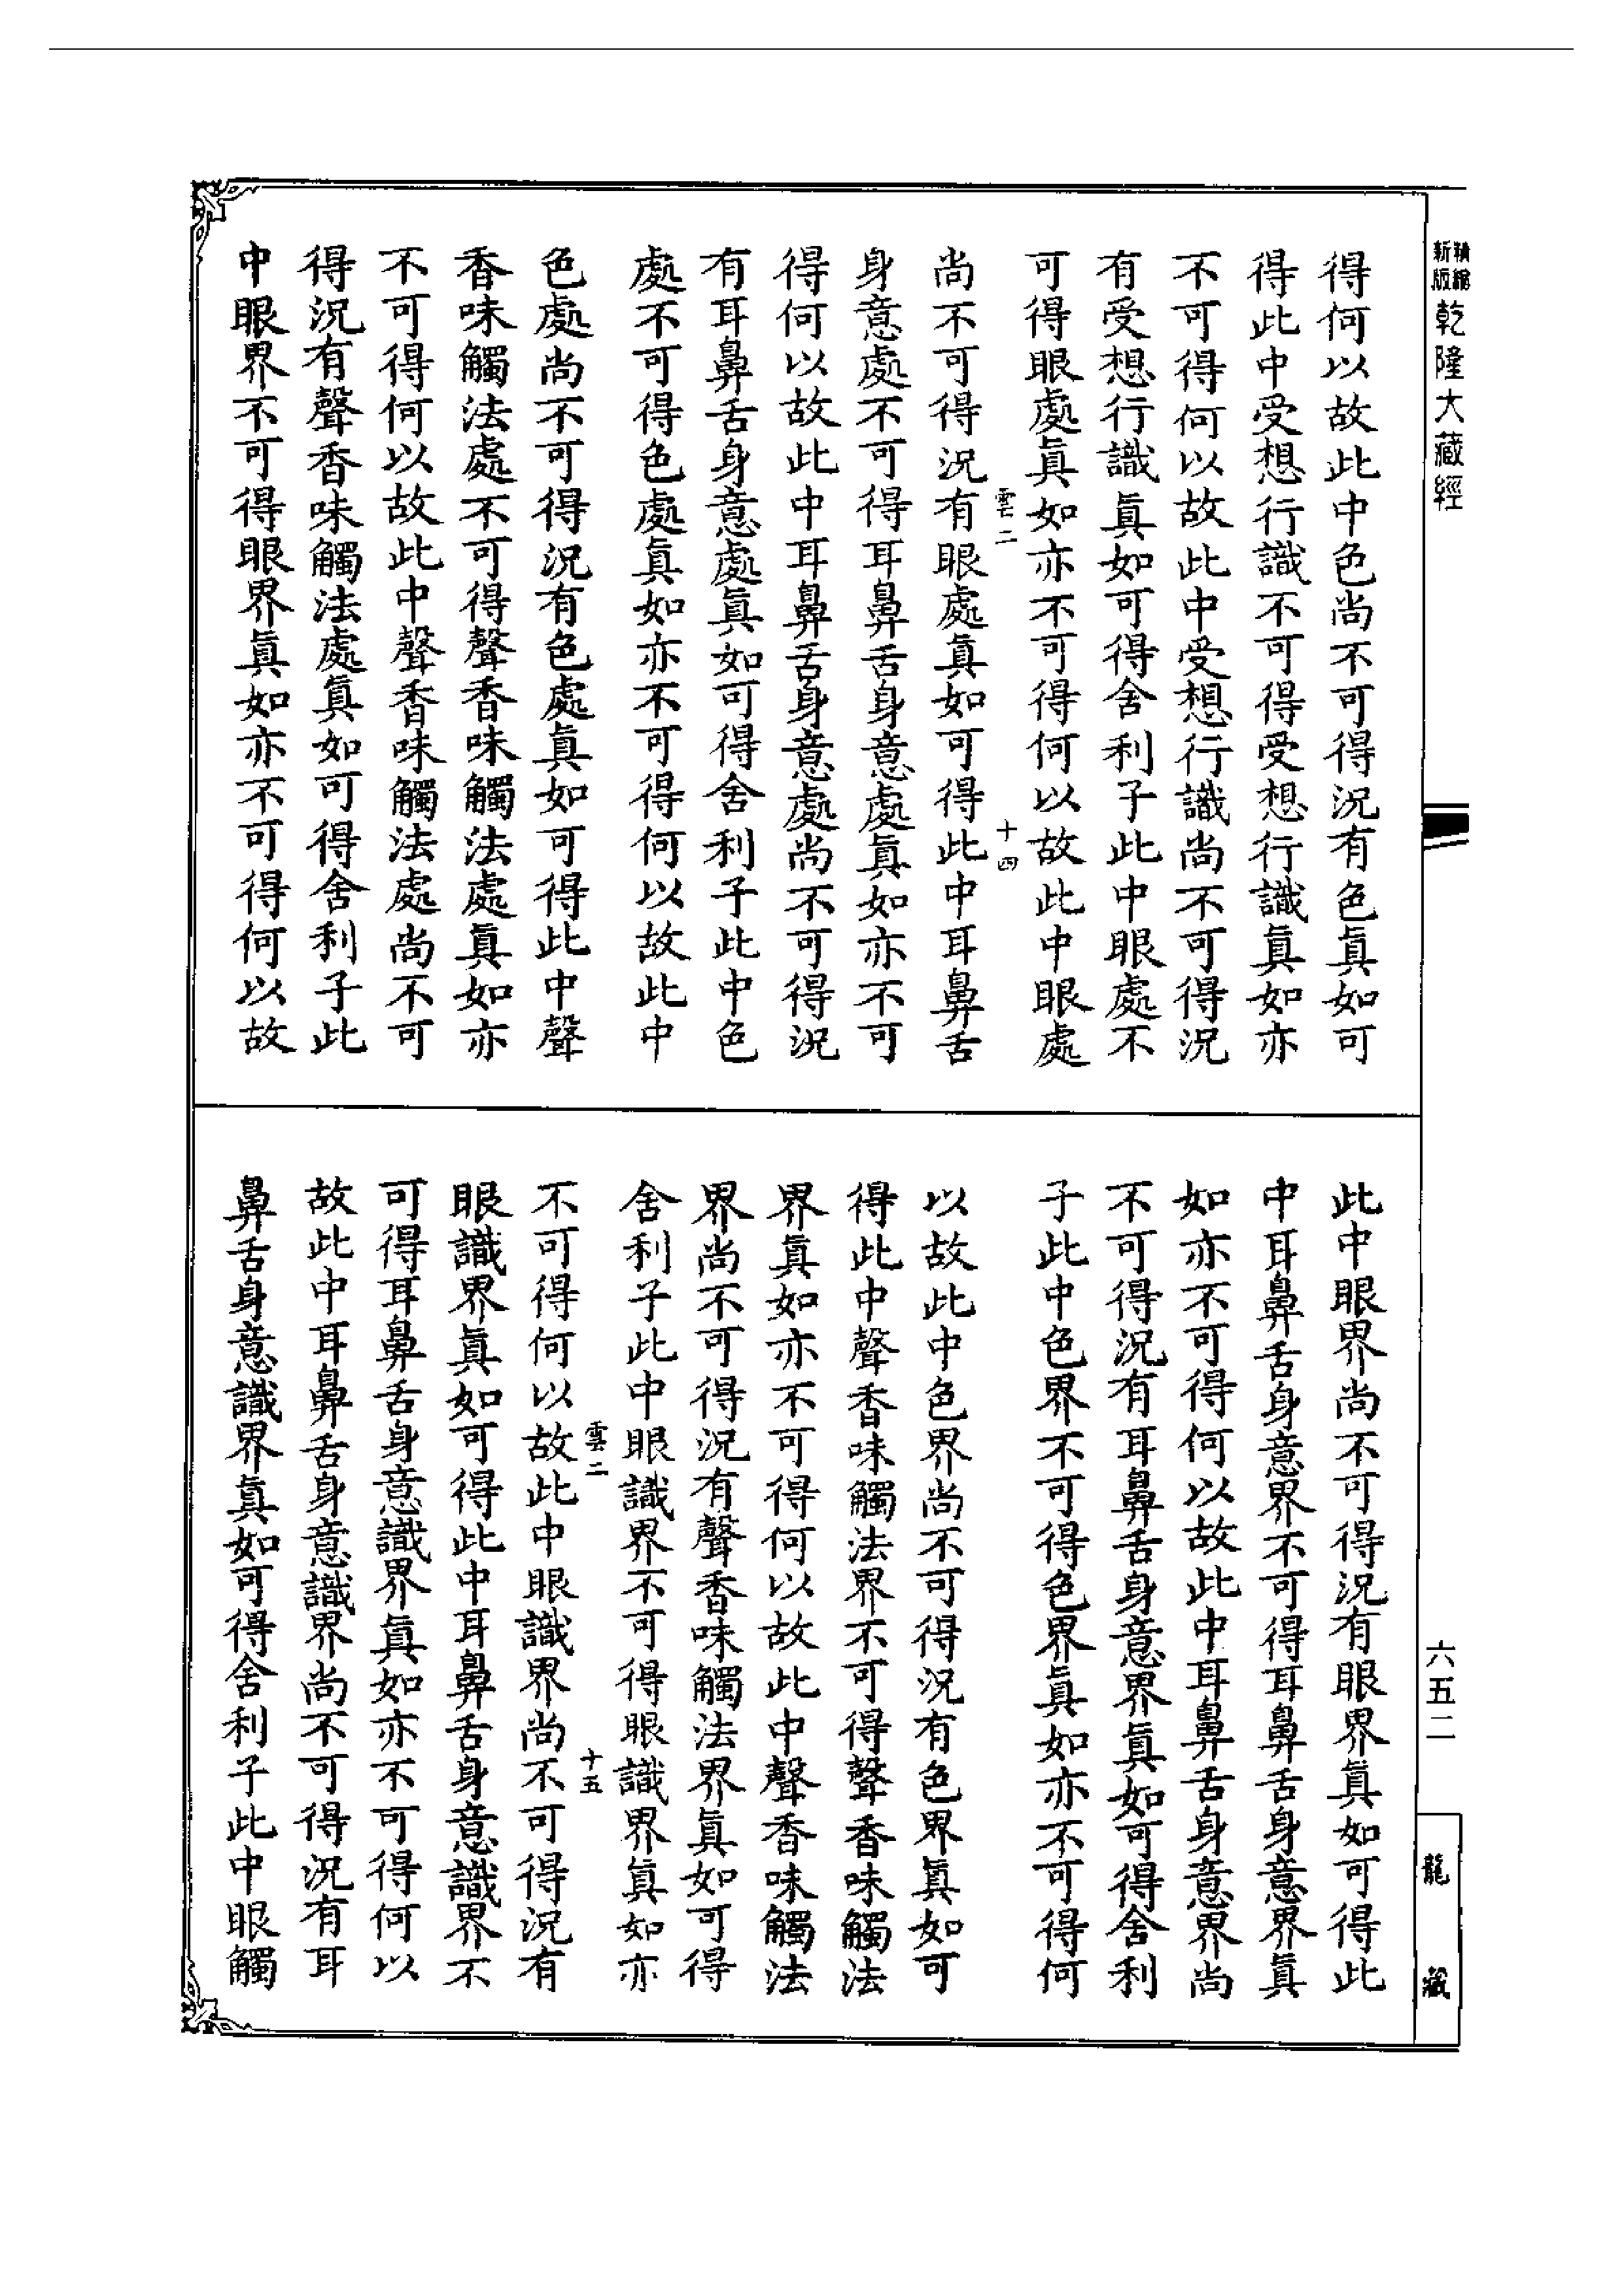 精縮新版乾隆大藏經
得何以故此中色尚不可得況有色真如可
得此中受想行識不可得受想行識真如亦
不可得何以故此中受想行識尚不可得況
有受想行識真如可得舍利子此中眼處不
可得眼處真如亦不可得何以故此中眼處
雲二 十四
尚不可得況有眼處真如可得此中耳鼻舌
身意處不可得耳鼻舌身意處真如亦不可
得何以故此中耳鼻舌身意處尚不可得況
有耳鼻舌身意處真如可得舍利子此中色
處不可得色處真如亦不可得何以故此中
色處尚不可得況有色處真如可得此中聲
香味觸法處不可得聲香味觸法處真如亦
不可得何以故此中聲香味觸法處尚不可
得況有聲香味觸法處真如可得舍利子此
中眼界不可得眼界真如亦不可得何以故
此中眼界尚不可得況有眼界真如可得此
中耳鼻舌身意界不可得耳鼻舌身意界真
如亦不可得何以故此中耳鼻舌身意界尚
不可得況有耳鼻舌身意界真如可得舍利
子此中色界不可得色界真如亦不可得何
以故此中色界尚不可得況有色界真如可
得此中聲香味觸法界不可得聲香味觸法
界真如亦不可得何以故此中聲香味觸法
界尚不可得況有聲香味觸法界真如可得
舍利子此中眼識界不可得眼識界真如亦
雲二 十五
不可得何以故此中眼識界尚不可得況有
眼識界真如可得此中耳鼻舌身意識界不
可得耳鼻舌身意識界真如亦不可得何以
故此中耳鼻舌身意識界尚不可得況有耳
鼻舌身意識界真如可得舍利子此中眼觸
六五二
龍藏